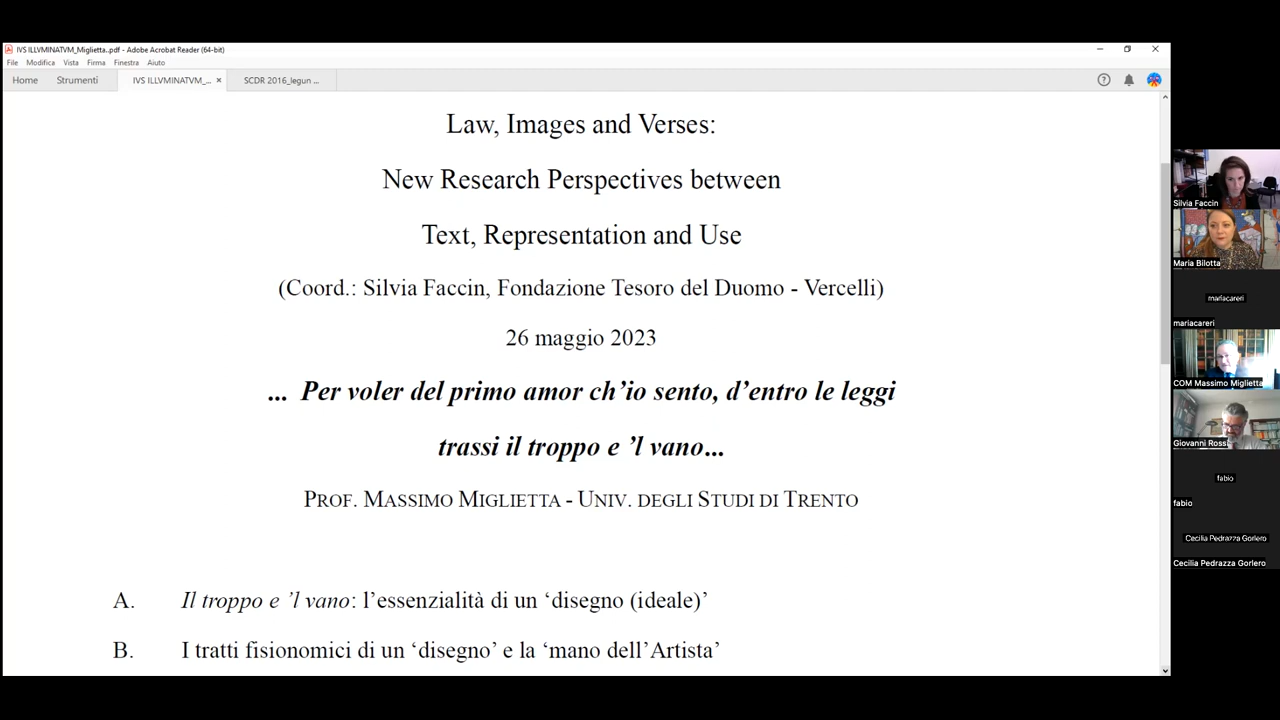 IVS ILLVMINATVM_Miglietta..pdf - Adobe Acrobat Reader (64-bit)
File Modifica Vista Firma Finestra Aiuto
Home Strumenti IVS ILLVMINATVM_... × SCDR 2016_legun ...
Law, Images and Verses:
New Research Perspectives between
Text, Representation and Use
(Coord.: Silvia Faccin, Fondazione Tesoro del Duomo - Vercelli)
26 maggio 2023
... Per voler del primo amor ch’io sento, d’entro le leggi
trassi il troppo e ’l vano...
PROF. MASSIMO MIGLIETTA - UNIV. DEGLI STUDI DI TRENTO
A. Il troppo e ’l vano: l’essenzialità di un ‘disegno (ideale)’
B. I tratti fisionomici di un ‘disegno’ e la ‘mano dell’Artista’
Silvia Faccin
Maria Bilotta
mariacareri
mariacareri
COM Massimo Miglietta
Giovanni Rossi
fabio
fabio
Cecilia Pedrazza Gorlero
Cecilia Pedrazza Gorlero